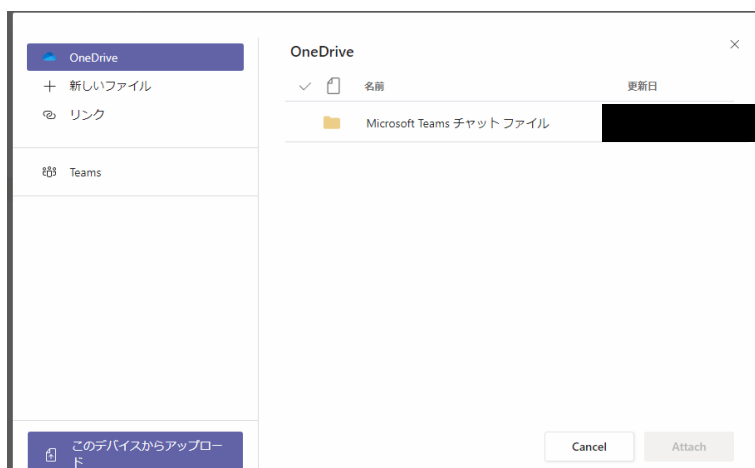 OneDrive
新しいファイル
リンク
Teams
このデバイスからアップロー
ド
OneDrive
名前 更新日
Microsoft Teams チャット ファイル
Cancel Attach